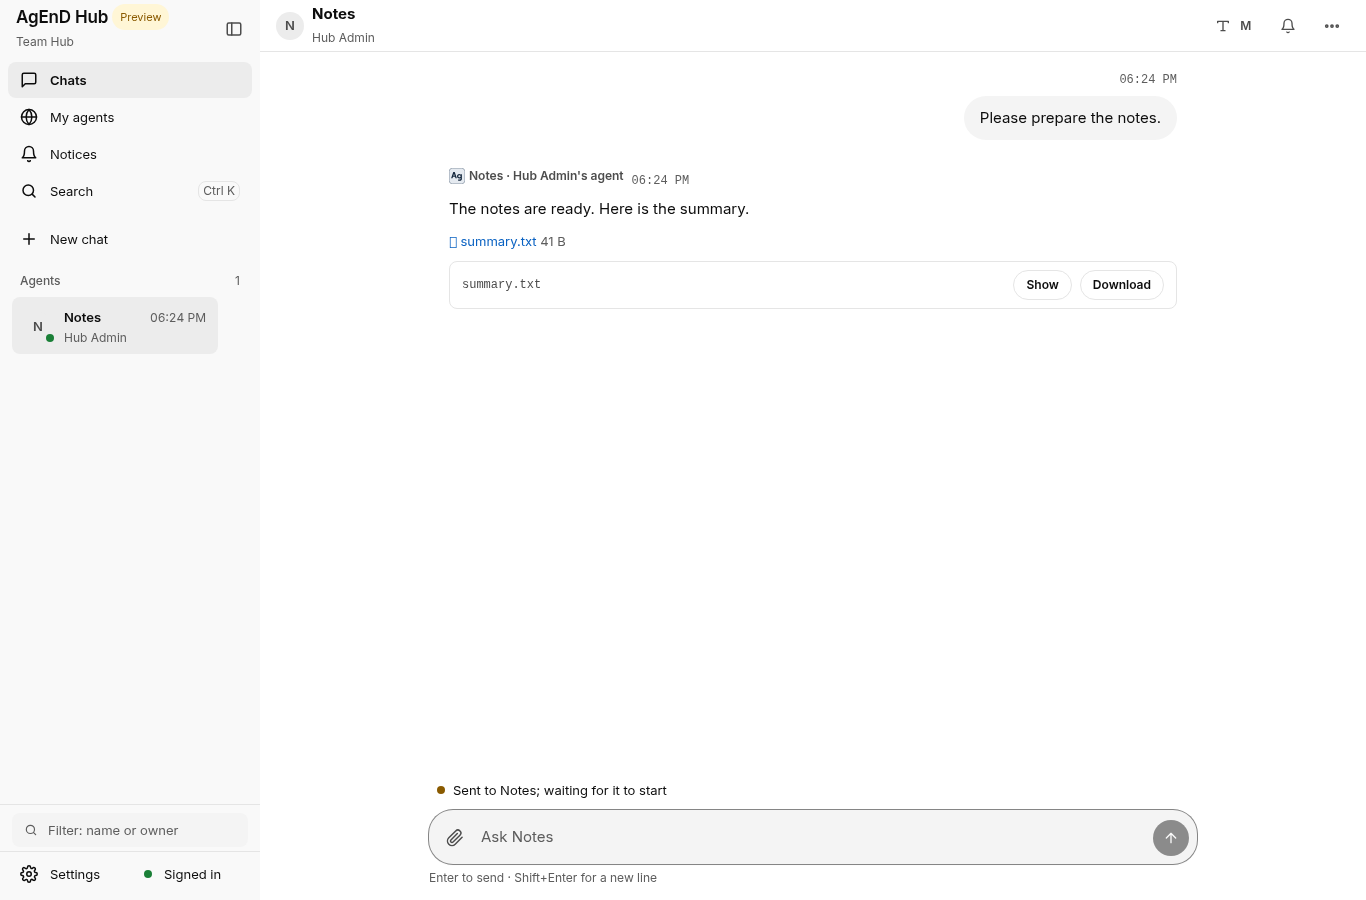 AgEnD Hub Preview
Team Hub
Chats
My agents
Notices
Search Ctrl K
New chat
Agents 1
N Notes 06:24 PM
Hub Admin
Filter: name or owner
Settings Signed in
N Notes
Hub Admin
T M
06:24 PM
Please prepare the notes.
Ag Notes · Hub Admin's agent 06:24 PM
The notes are ready. Here is the summary.
summary.txt 41 B
summary.txt Show Download
Sent to Notes; waiting for it to start
Ask Notes
Enter to send · Shift+Enter for a new line